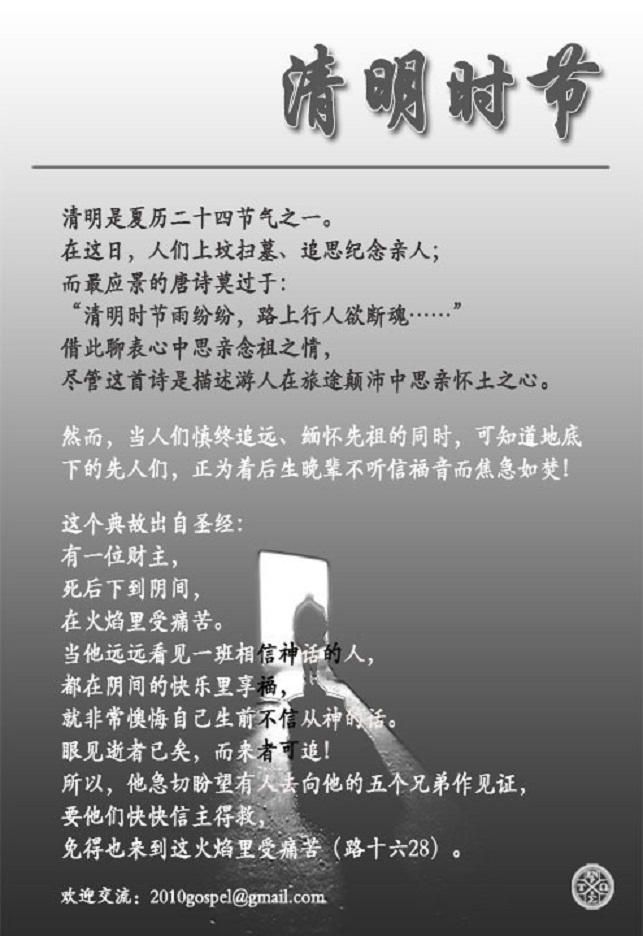 清明时节
清明是夏历二十四节气之一。
在这日，人们上坟扫墓、追思纪念亲人；
而最应景的唐诗莫过于：
“清明时节雨纷纷，路上行人欲断魂……”
借此聊表心中思亲念祖之情，
尽管这首诗是描述游人在旅途颠沛中思亲怀土之心。
然而，当人们慎终追远、缅怀先祖的同时，可知道地底
下的先人们，正为着后生晚辈不听信福音而焦急如焚！
这个典故出自圣经：
有一位财主，
死后下到阴间，
在火焰里受痛苦。
当他远远看见一班相信神话的人，
都在阴间的快乐里享福，
就非常懊悔自己生前不信从神的话。
眼见逝者已矣，而来者可追！
所以，他急切盼望有人去向他的五个兄弟作见证，
要他们快快信主得救，
免得也来到这火焰里受痛苦（路十六28）。
欢迎交流：2010gospel@gmail.com